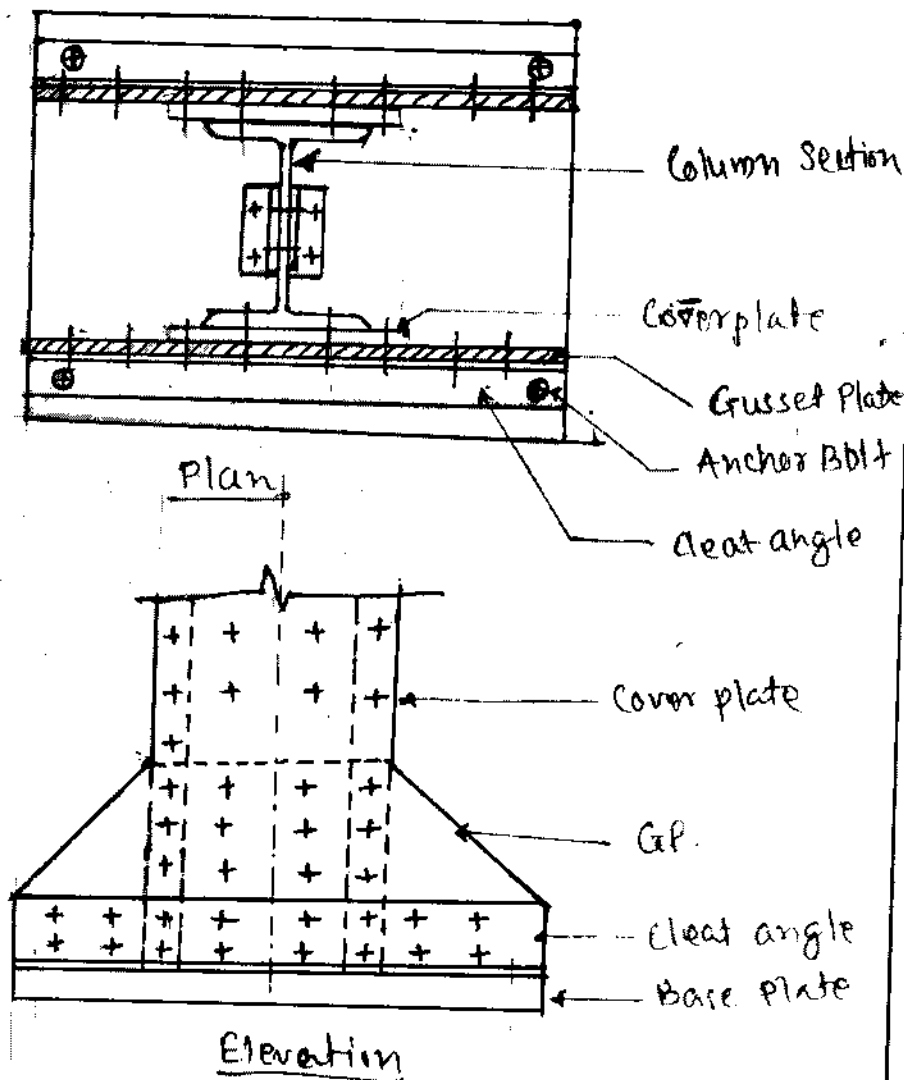 Column Section
Coverplate
Gusset Plate
Anchor Bolt
Cleat angle
Plan
Cover plate
GP.
Cleat angle
Base Plate
Elevation